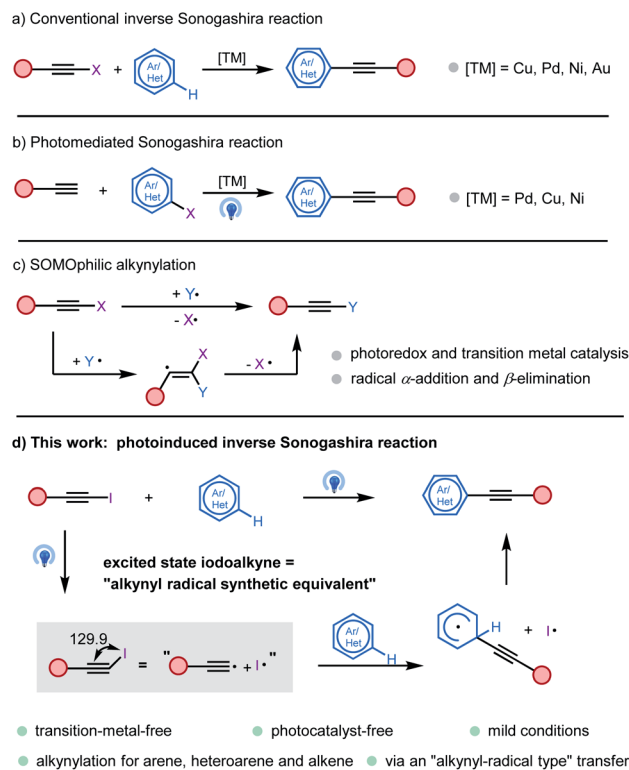 a) Conventional inverse Sonogashira reaction
X + Ar/ Het H [TM] Ar/ Het [TM] = Cu, Pd, Ni, Au
b) Photomediated Sonogashira reaction
+ Ar/ Het X [TM] Ar/ Het [TM] = Pd, Cu, Ni
c) SOMOphilic alkynylation
X + Y• - X• Y
+ Y • • X Y - X •
photoredox and transition metal catalysis
radical α-addition and β-elimination
d) This work: photoinduced inverse Sonogashira reaction
I + Ar/ Het H Ar/ Het
excited state iodoalkyne =
"alkynyl radical synthetic equivalent"
129.9 I = " • + I• " Ar/ Het H • H + I•
transition-metal-free photocatalyst-free mild conditions
alkynylation for arene, heteroarene and alkene via an "alkynyl-radical type" transfer